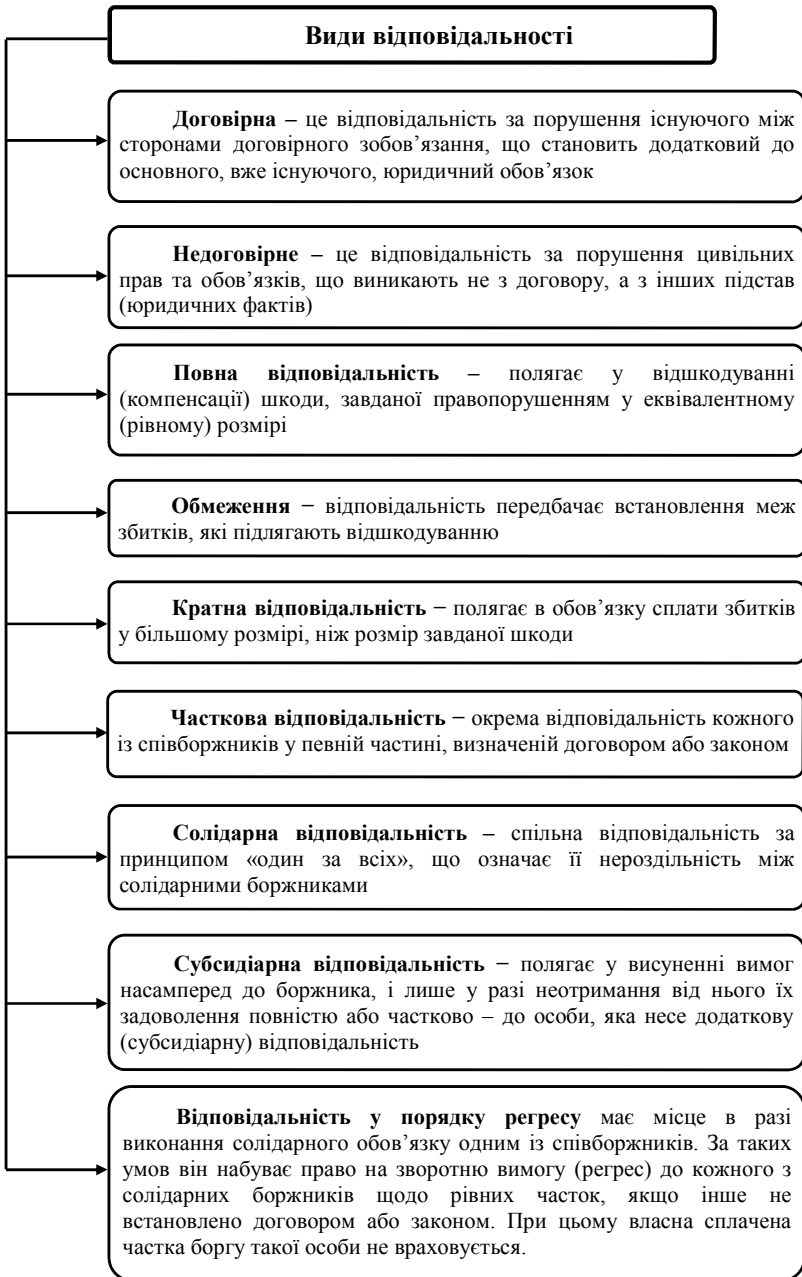 Види відповідальності
Договірна – це відповідальність за порушення існуючого між
сторонами договірного зобов’язання, що становить додатковий до
основного, вже існуючого, юридичний обов’язок
Недоговірне – це відповідальність за порушення цивільних
прав та обов’язків, що виникають не з договору, а з інших підстав
(юридичних фактів)
Повна відповідальність – полягає у відшкодуванні
(компенсації) шкоди, завданої правопорушенням у еквівалентному
(рівному) розмірі
Обмеження − відповідальність передбачає встановлення меж
збитків, які підлягають відшкодуванню
Кратна відповідальність − полягає в обов’язку сплати збитків
у більшому розмірі, ніж розмір завданої шкоди
Часткова відповідальність − окрема відповідальність кожного
із співборжників у певній частині, визначеній договором або законом
Солідарна відповідальність – спільна відповідальність за
принципом «один за всіх», що означає її нероздільність між
солідарними боржниками
Субсидіарна відповідальність − полягає у висуненні вимог
насамперед до боржника, і лише у разі неотримання від нього їх
задоволення повністю або частково – до особи, яка несе додаткову
(субсидіарну) відповідальність
Відповідальність у порядку регресу має місце в разі
виконання солідарного обов’язку одним із співборжників. За таких
умов він набуває право на зворотню вимогу (регрес) до кожного з
солідарних боржників щодо рівних часток, якщо інше не
встановлено договором або законом. При цьому власна сплачена
частка боргу такої особи не враховується.